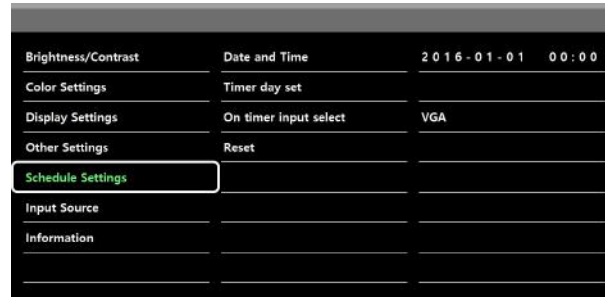 Brightness/Contrast Date and Time 2016-01-01 00:00
Color Settings Timer day set
Display Settings On timer input select VGA
Other Settings Reset
Schedule Settings
Input Source
Information